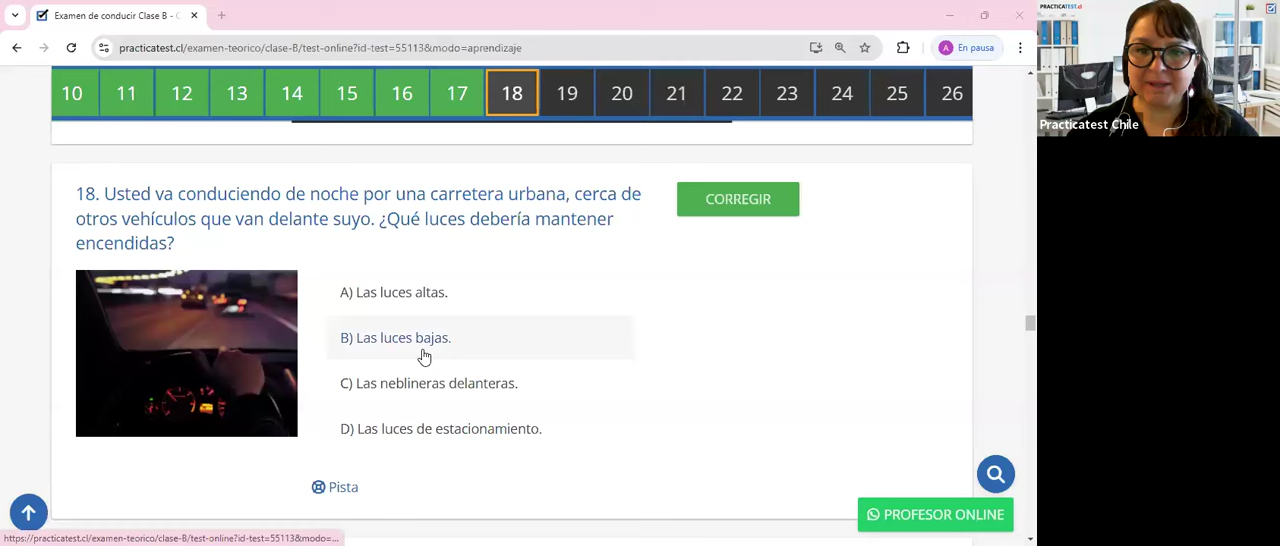 Examen de conducir Clase B - C
practicatest.cl/examen-teorico/clase-B/test-online?id-test=55113&modo=aprendizaje
A
En pausa
10 11 12 13 14 15 16 17 18 19 20 21 22 23 24 25 26
18. Usted va conduciendo de noche por una carretera urbana, cerca de
otros vehículos que van delante suyo. ¿Qué luces debería mantener
encendidas?
CORREGIR
A) Las luces altas.
B) Las luces bajas.
C) Las neblineras delanteras.
D) Las luces de estacionamiento.
Pista
PROFESOR ONLINE
https://practicatest.cl/examen-teorico/clase-B/test-online?id-test=55113&modo=...
PRACTICATEST.cl
Practicatest Chile